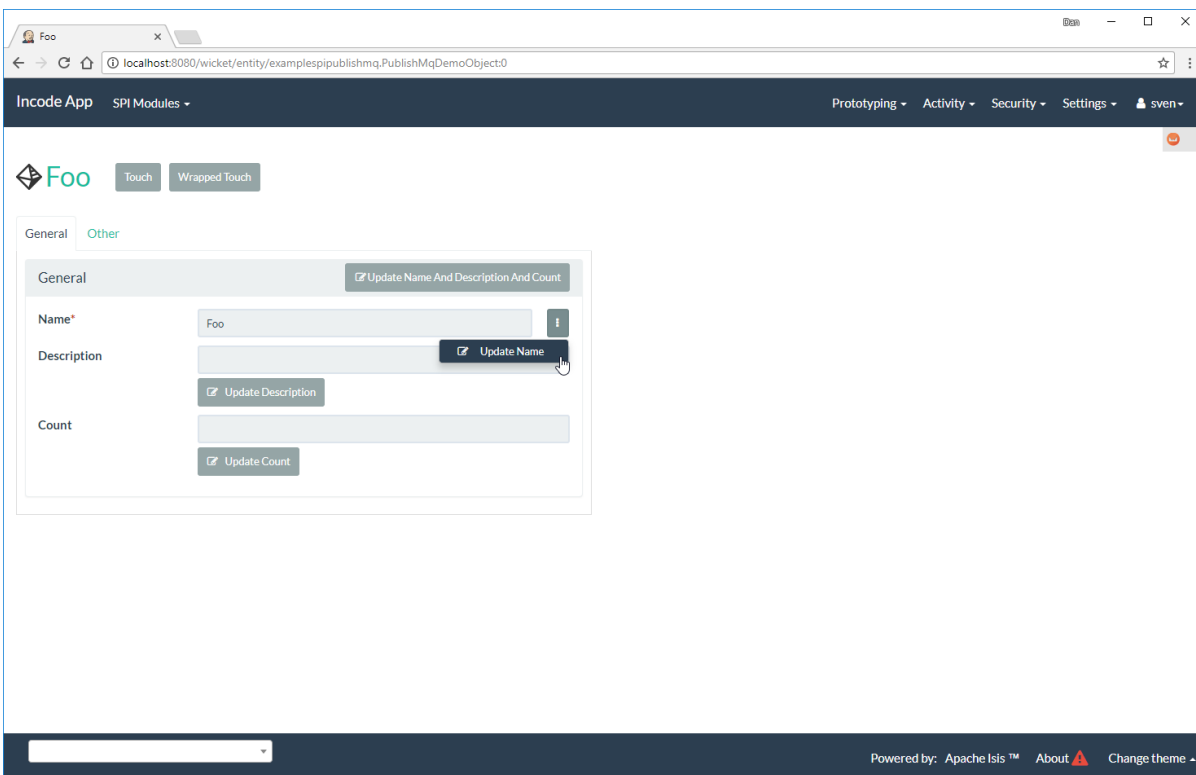 Foo
Dan
localhost:8080/wicket/entity/examplespipublishmq.PublishMqDemoObject:0
Incode App SPI Modules Prototyping Activity Security Settings sven
Foo Touch Wrapped Touch
General Other
General Update Name And Description And Count
Name* Foo
Update Name
Description
Update Description
Count
Update Count
Powered by: Apache Isis ™ About Change theme